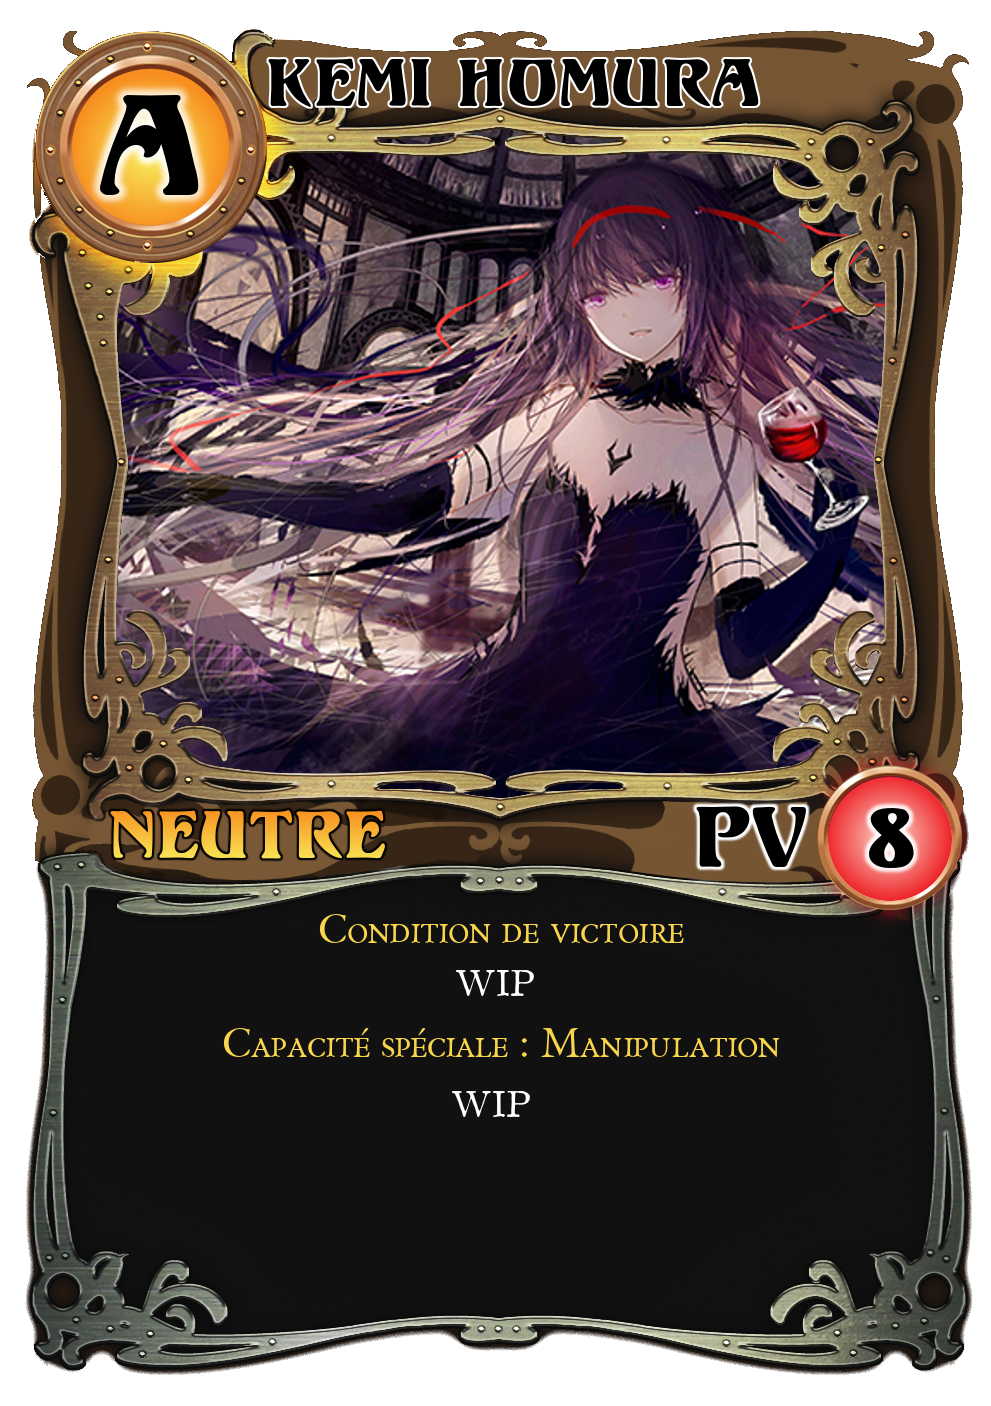 A
KEMI HOMURA
NEUTRE
PV 8
Condition de victoire
WIP
Capacité spéciale : Manipulation
WIP